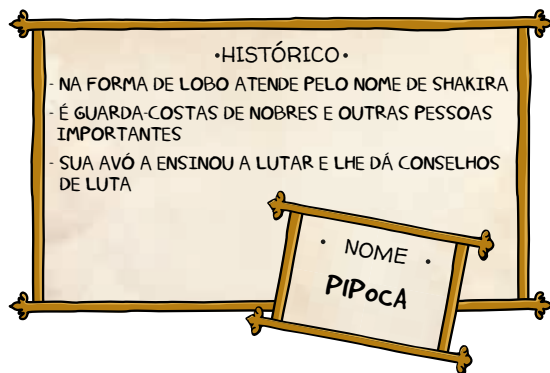 •HISTÓRICO•
- NA FORMA DE LOBO ATENDE PELO NOME DE SHAKIRA
- É GUARDA-COSTAS DE NOBRES E OUTRAS PESSOAS
IMPORTANTES
- SUA AVÓ A ENSINOU A LUTAR E LHE DÁ CONSELHOS
DE LUTA
• NOME •
PIPOCA